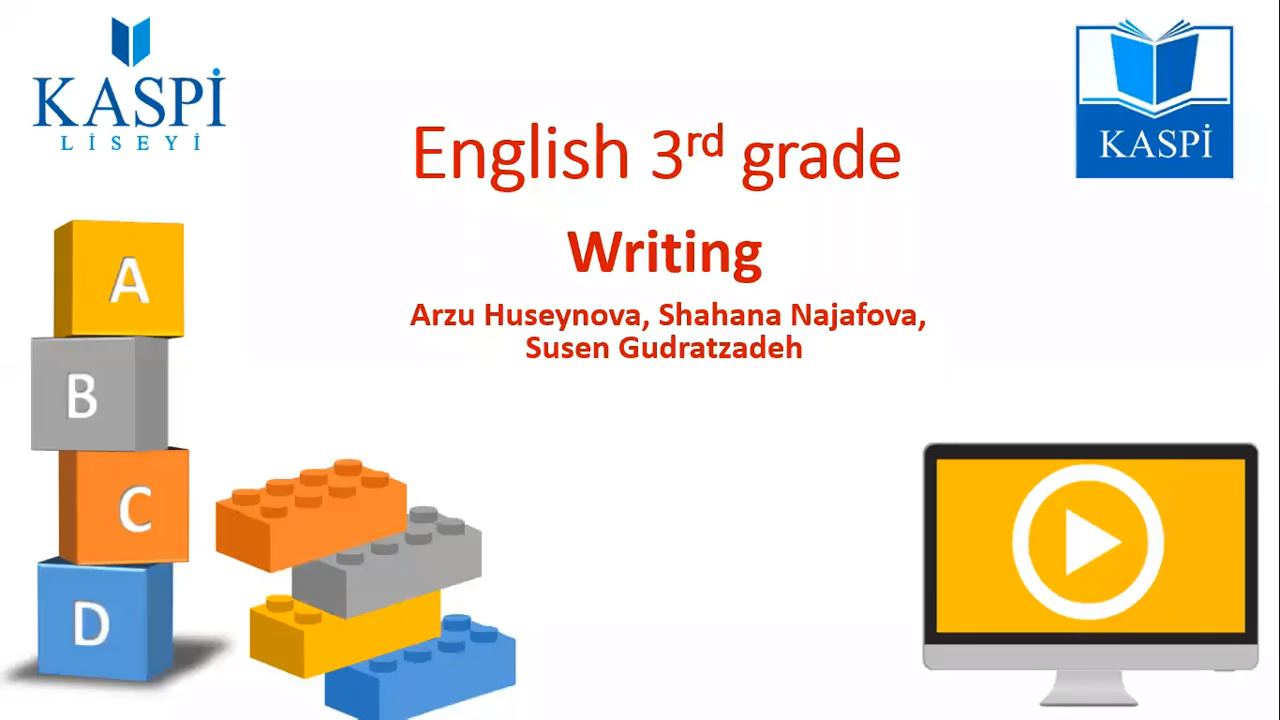 KASPİ
LİSEYİ
KASPİ
English 3rd grade
Writing
Arzu Huseynova, Shahana Najafova,
Susen Gudratzadeh
A
B
C
D